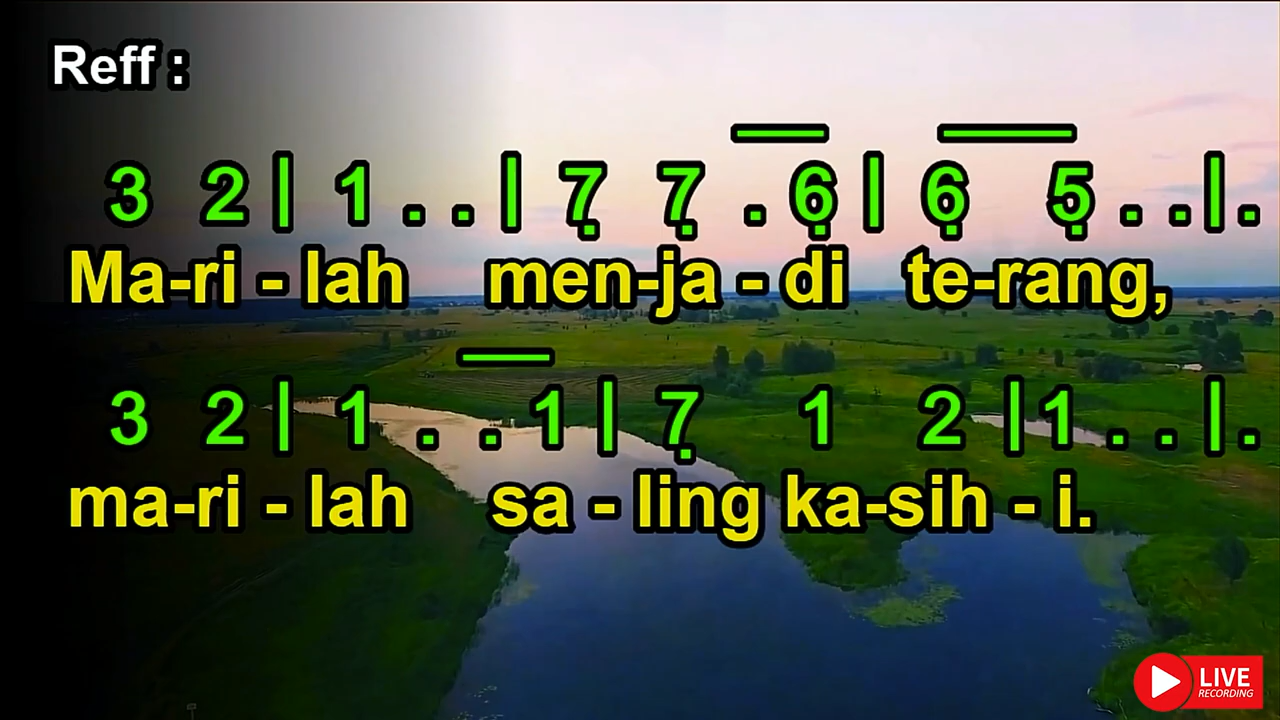 Reff :
3 2 | 1 . . | 7̣ 7̣ . 6̣ | 6̣ 5̣ . . | .
Ma-ri - lah men-ja - di te-rang,
3 2 | 1 . . 1 | 7̣ 1 2 | 1 . . | .
ma-ri - lah sa - ling ka-sih - i.
LIVE
RECORDING